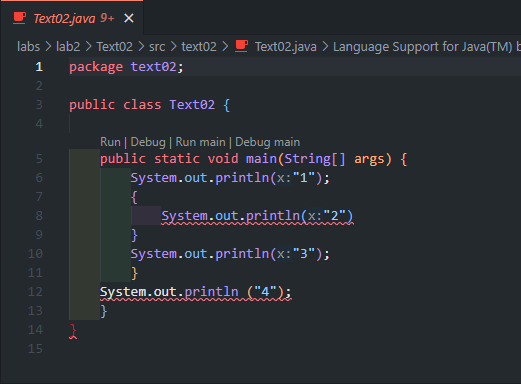 Text02.java 9+ ×
labs > lab2 > Text02 > src > text02 > Text02.java > Language Support for Java(TM) b
1 package text02;
2
3 public class Text02 {
4
Run | Debug | Run main | Debug main
5 public static void main(String[] args) {
6 System.out.println(x:"1");
7 {
8 System.out.println(x:"2")
9 }
10 System.out.println(x:"3");
11 }
12 System.out.println ("4");
13 }
14 }
15